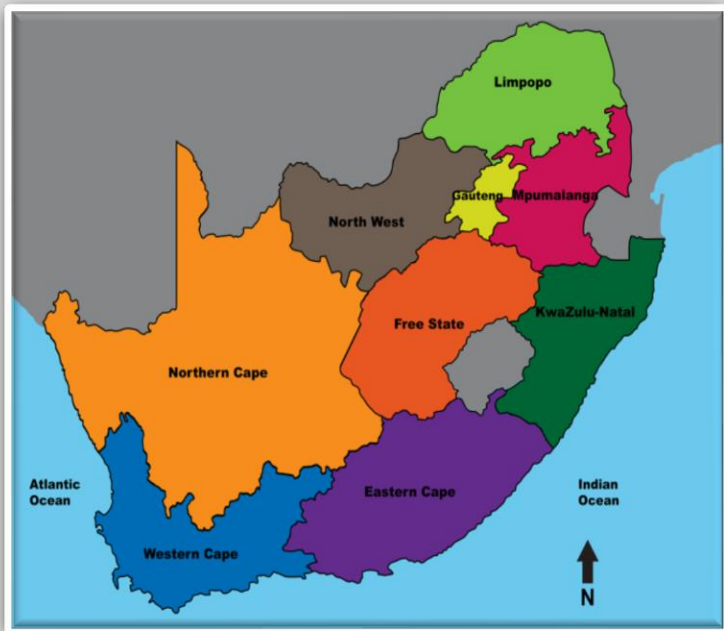 Limpopo
Gauteng
Mpumalanga
North West
KwaZulu-Natal
Free State
Northern Cape
Atlantic
Ocean
Eastern Cape
Indian
Ocean
Western Cape
N